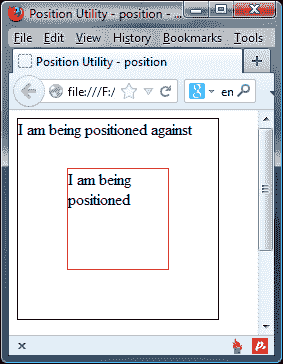 Position Utility - position - ...
File Edit View History Bookmarks Tools
Position Utility - position
file:///F:/
en
I am being positioned against
I am being
positioned